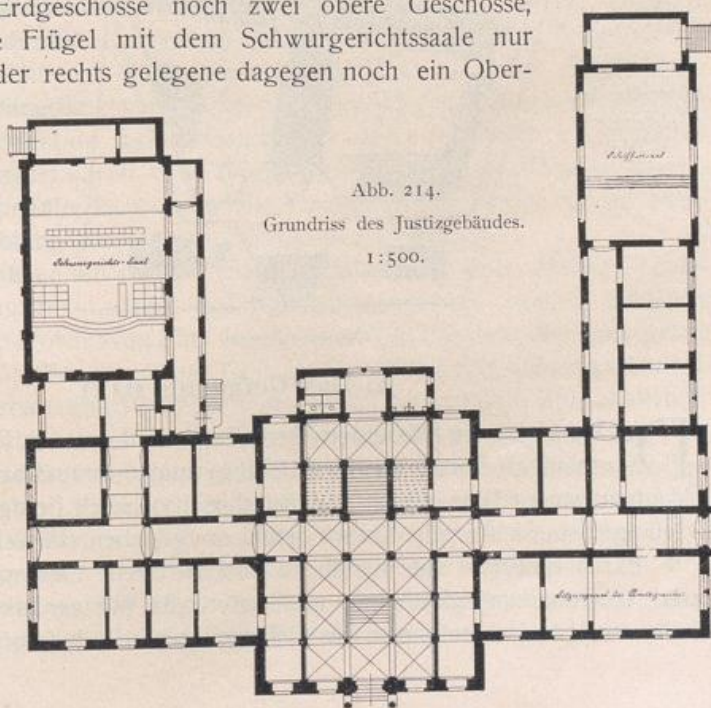 Erdgeschosse noch zwei obere Geschosse,
Flügel mit dem Schwurgerichtssaale nur
der rechts gelegene dagegen noch ein Ober-
Abb. 214.
Grundriss des Justizgebäudes.
1:500.
Schwurgerichts-Saal